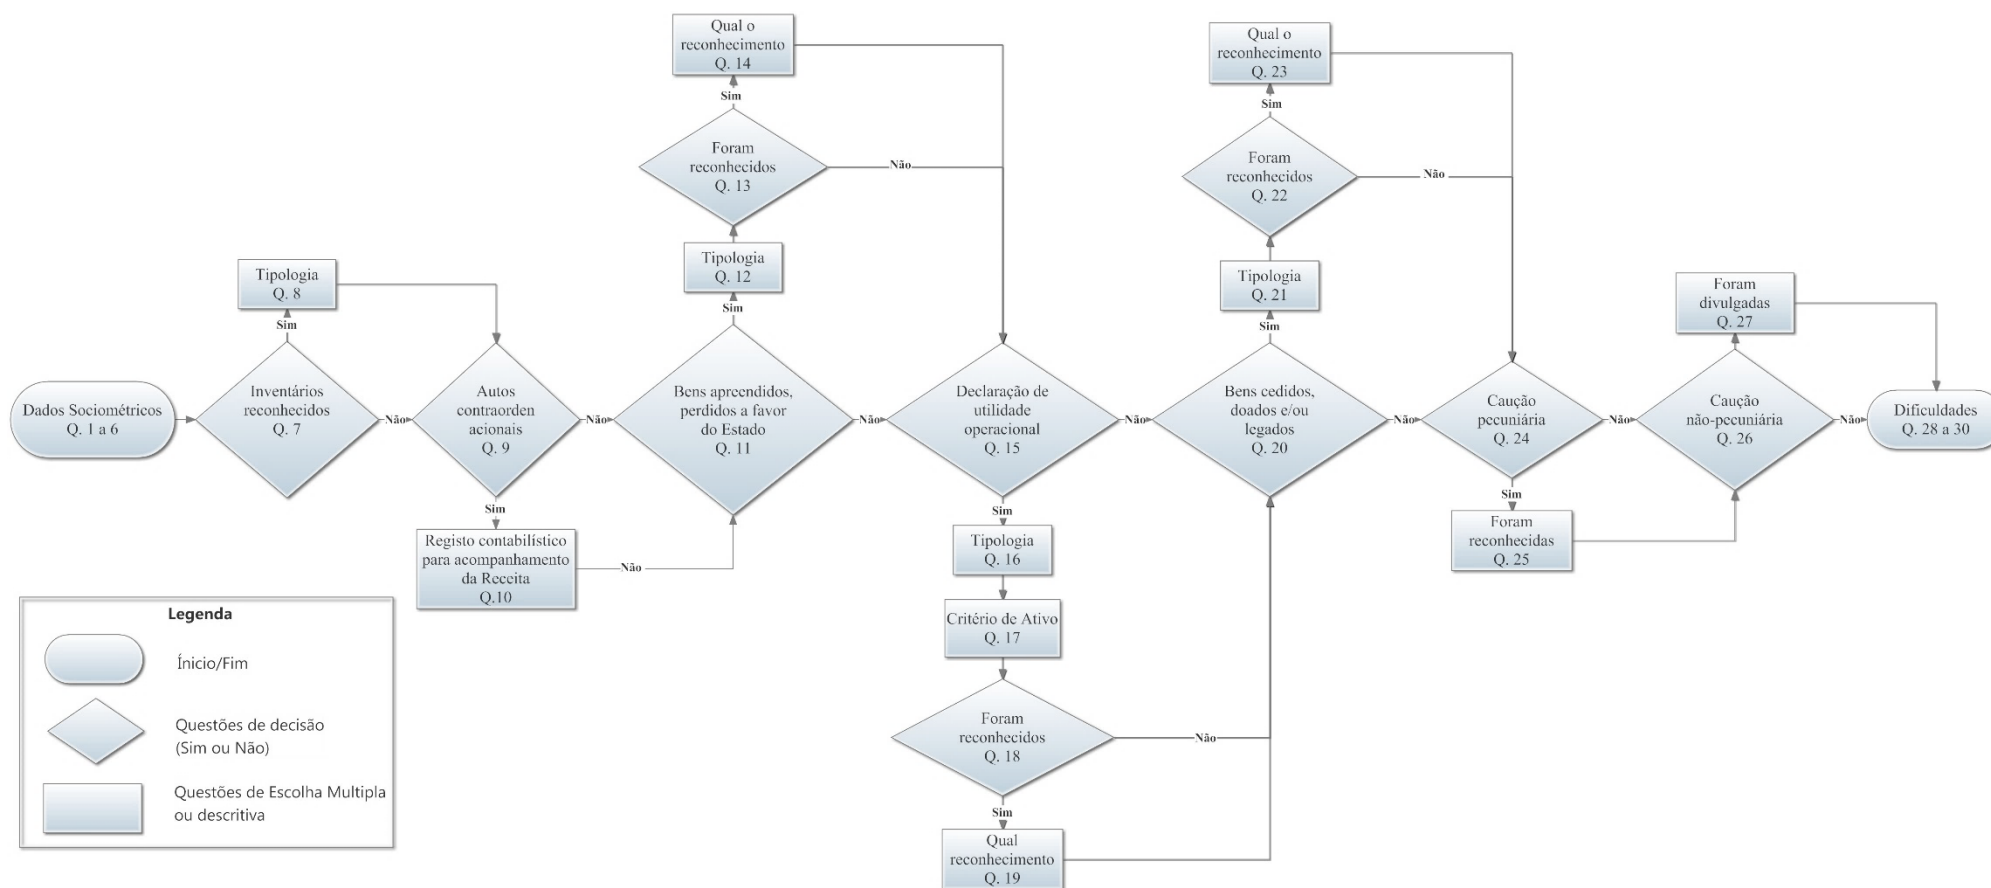 Dados Sociométricos
Q. 1 a 6
Inventários
reconhecidos
Q. 7
Sim
Não
Tipologia
Q. 8
Autos
contraorden
acionais
Q. 9
Não
Sim
Registo contabilístico
para acompanhamento
da Receita
Q.10
Não
Bens apreendidos,
perdidos a favor
do Estado
Q. 11
Sim
Não
Tipologia
Q. 12
Foram
reconhecidos
Q. 13
Sim
Não
Qual o
reconhecimento
Q. 14
Declaração de
utilidade
operacional
Q. 15
Não
Sim
Tipologia
Q. 16
Critério de Ativo
Q. 17
Foram
reconhecidos
Q. 18
Não
Sim
Qual
reconhecimento
Q. 19
Bens cedidos,
doados e/ou
legados
Q. 20
Sim
Não
Tipologia
Q. 21
Foram
reconhecidos
Q. 22
Sim
Não
Qual o
reconhecimento
Q. 23
Caução
pecuniária
Q. 24
Não
Sim
Foram
reconhecidas
Q. 25
Caução
não-pecuniária
Q. 26
Sim
Não
Foram
divulgadas
Q. 27
Dificuldades
Q. 28 a 30
Legenda
Ínicio/Fim
Questões de decisão
(Sim ou Não)
Questões de Escolha Multipla
ou descritiva